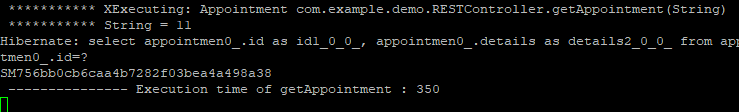 *********** XExecuting: Appointment com.example.demo.RESTController.getAppointment(String)
*********** String = 11
Hibernate: select appointmen0_.id as id1_0_0_, appointmen0_.details as details2_0_0_ from app
tmen0_.id=?
SM756bb0cb6caa4b7282f03bea4a498a38
--------------- Execution time of getAppointment : 350